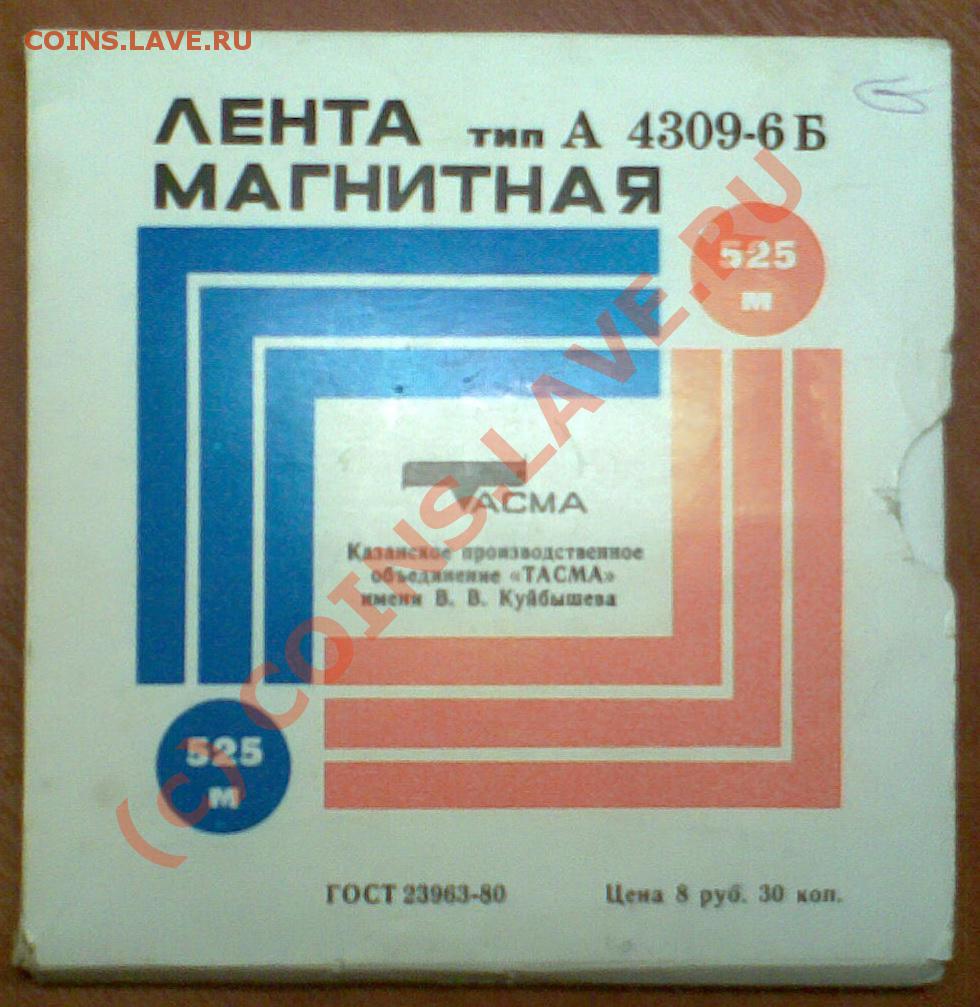 COINS.LAVE.RU
ЛЕНТА тип А 4309-6 Б
МАГНИТНАЯ
525
м
ТАСМА
Казанское производственное
объединение «ТАСМА»
имени В. В. Куйбышева
525
м
ГОСТ 23963-80 Цена 8 руб. 30 коп.
(c) COINS.LAVE.RU